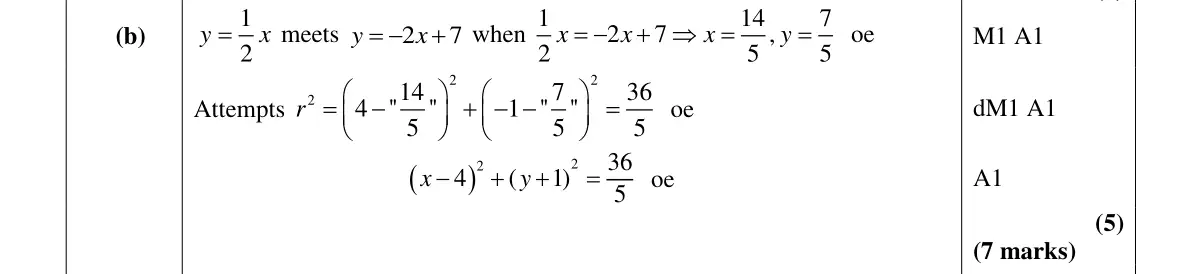 (b) y = 1/2 x meets y = −2x + 7 when 1/2 x = −2x + 7 ⇒ x = 14/5, y = 7/5 oe M1 A1
Attempts r² = (4 − "14/5")² + (−1 − "7/5")² = 36/5 oe dM1 A1
(x − 4)² + (y + 1)² = 36/5 oe A1
(5)
(7 marks)